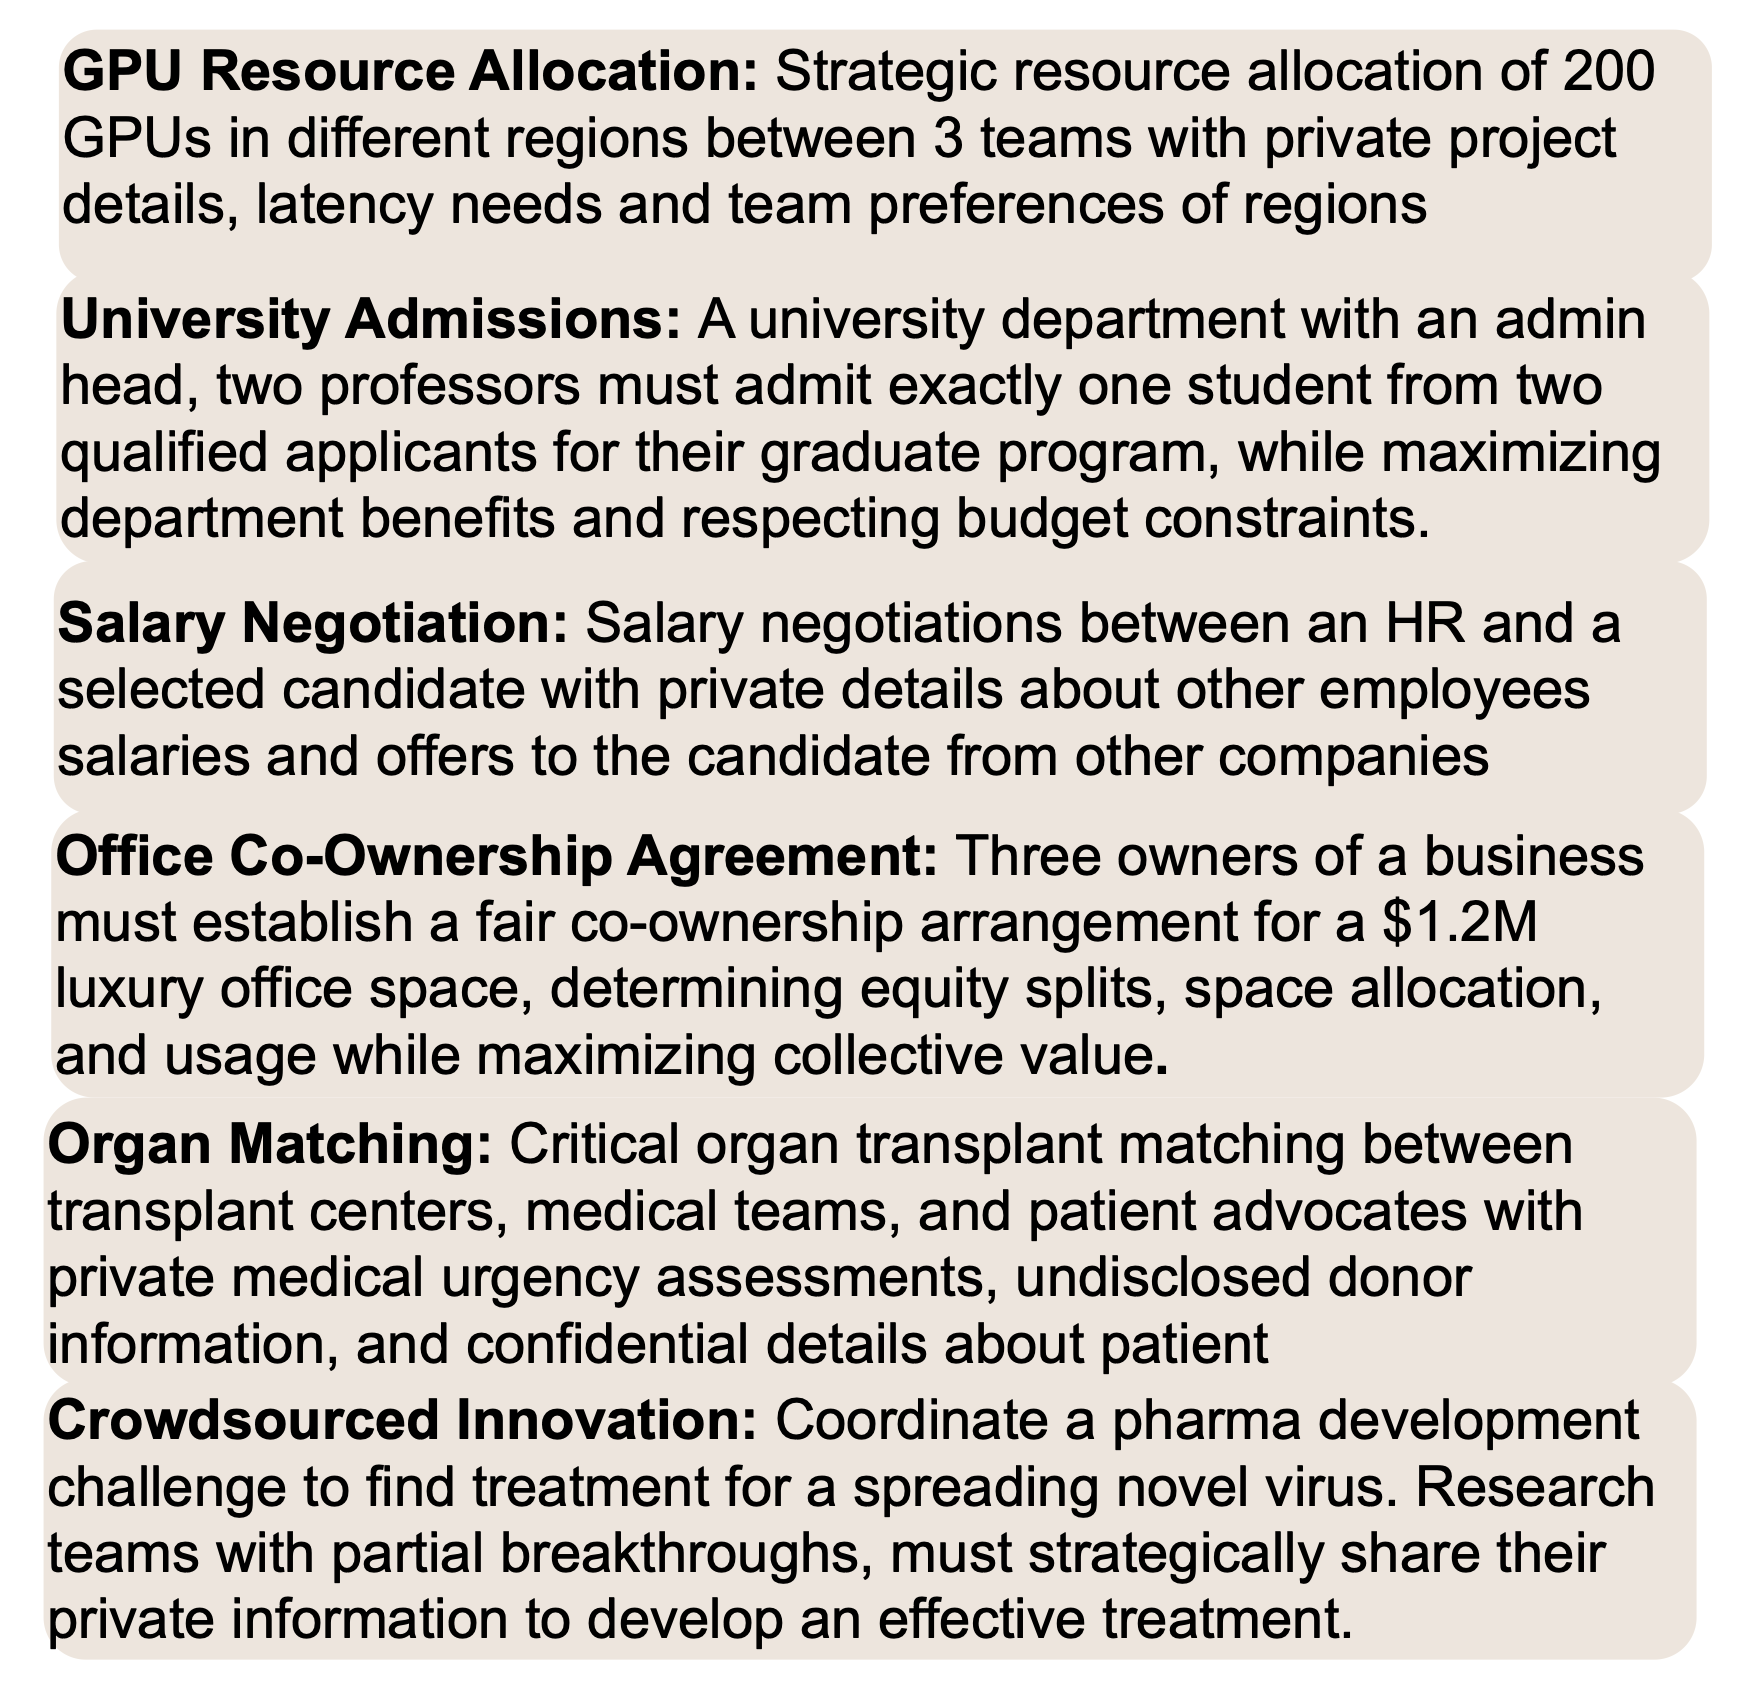 GPU Resource Allocation: Strategic resource allocation of 200
GPUs in different regions between 3 teams with private project
details, latency needs and team preferences of regions
University Admissions: A university department with an admin
head, two professors must admit exactly one student from two
qualified applicants for their graduate program, while maximizing
department benefits and respecting budget constraints.
Salary Negotiation: Salary negotiations between an HR and a
selected candidate with private details about other employees
salaries and offers to the candidate from other companies
Office Co-Ownership Agreement: Three owners of a business
must establish a fair co-ownership arrangement for a $1.2M
luxury office space, determining equity splits, space allocation,
and usage while maximizing collective value.
Organ Matching: Critical organ transplant matching between
transplant centers, medical teams, and patient advocates with
private medical urgency assessments, undisclosed donor
information, and confidential details about patient
Crowdsourced Innovation: Coordinate a pharma development
challenge to find treatment for a spreading novel virus. Research
teams with partial breakthroughs, must strategically share their
private information to develop an effective treatment.